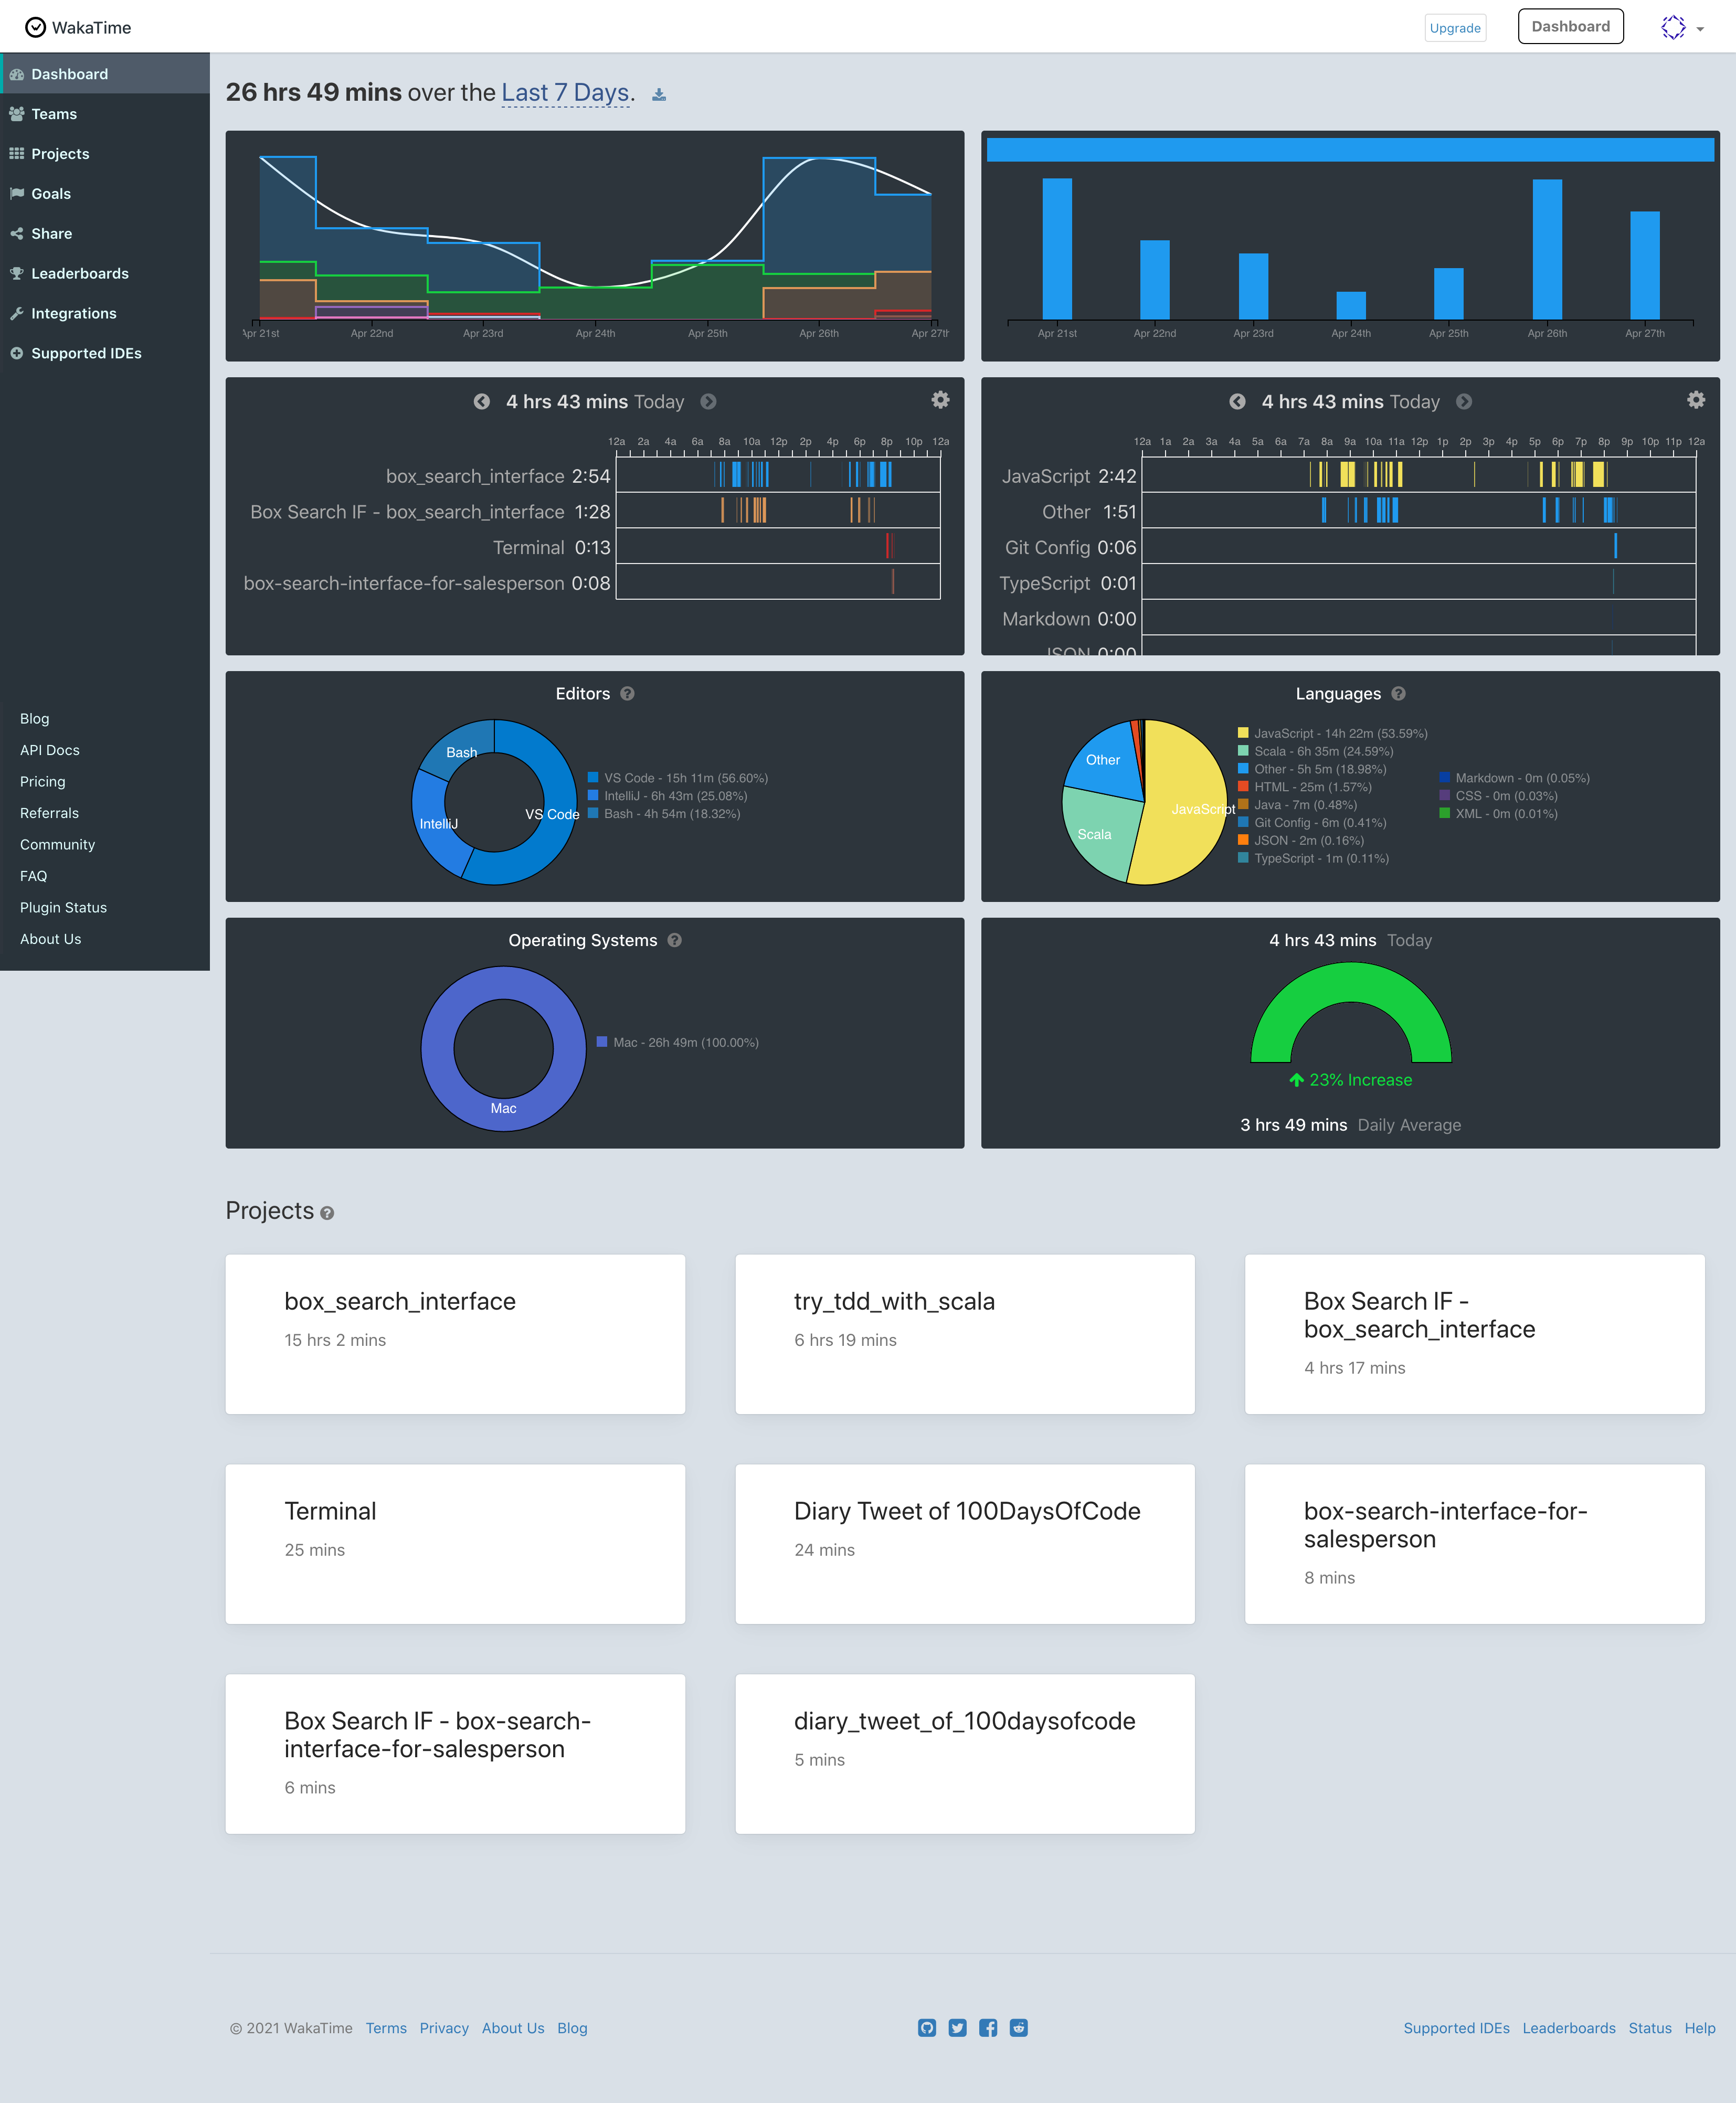 WakaTime
Upgrade
Dashboard
Dashboard
Teams
Projects
Goals
Share
Leaderboards
Integrations
Supported IDEs
Blog
API Docs
Pricing
Referrals
Community
FAQ
Plugin Status
About Us
26 hrs 49 mins over the Last 7 Days.
Apr 21st Apr 22nd Apr 23rd Apr 24th Apr 25th Apr 26th Apr 27th
Apr 21st Apr 22nd Apr 23rd Apr 24th Apr 25th Apr 26th Apr 27th
4 hrs 43 mins Today
12a 2a 4a 6a 8a 10a 12p 2p 4p 6p 8p 10p 12a
box_search_interface 2:54
Box Search IF - box_search_interface 1:28
Terminal 0:13
box-search-interface-for-salesperson 0:08
4 hrs 43 mins Today
12a 1a 2a 3a 4a 5a 6a 7a 8a 9a 10a 11a 12p 1p 2p 3p 4p 5p 6p 7p 8p 9p 10p 11p 12a
JavaScript 2:42
Other 1:51
Git Config 0:06
TypeScript 0:01
Markdown 0:00
JSON 0:00
Editors
Bash
IntelliJ
VS Code
VS Code - 15h 11m (56.60%)
IntelliJ - 6h 43m (25.08%)
Bash - 4h 54m (18.32%)
Languages
Other
JavaScript
Scala
JavaScript - 14h 22m (53.59%)
Scala - 6h 35m (24.59%)
Other - 5h 5m (18.98%)
HTML - 25m (1.57%)
Java - 7m (0.48%)
Git Config - 6m (0.41%)
JSON - 2m (0.16%)
TypeScript - 1m (0.11%)
Markdown - 0m (0.05%)
CSS - 0m (0.03%)
XML - 0m (0.01%)
Operating Systems
Mac
Mac - 26h 49m (100.00%)
4 hrs 43 mins Today
23% Increase
3 hrs 49 mins Daily Average
Projects
box_search_interface
15 hrs 2 mins
try_tdd_with_scala
6 hrs 19 mins
Box Search IF -
box_search_interface
4 hrs 17 mins
Terminal
25 mins
Diary Tweet of 100DaysOfCode
24 mins
box-search-interface-for-
salesperson
8 mins
Box Search IF - box-search-
interface-for-salesperson
6 mins
diary_tweet_of_100daysofcode
5 mins
© 2021 WakaTime Terms Privacy About Us Blog
Supported IDEs Leaderboards Status Help